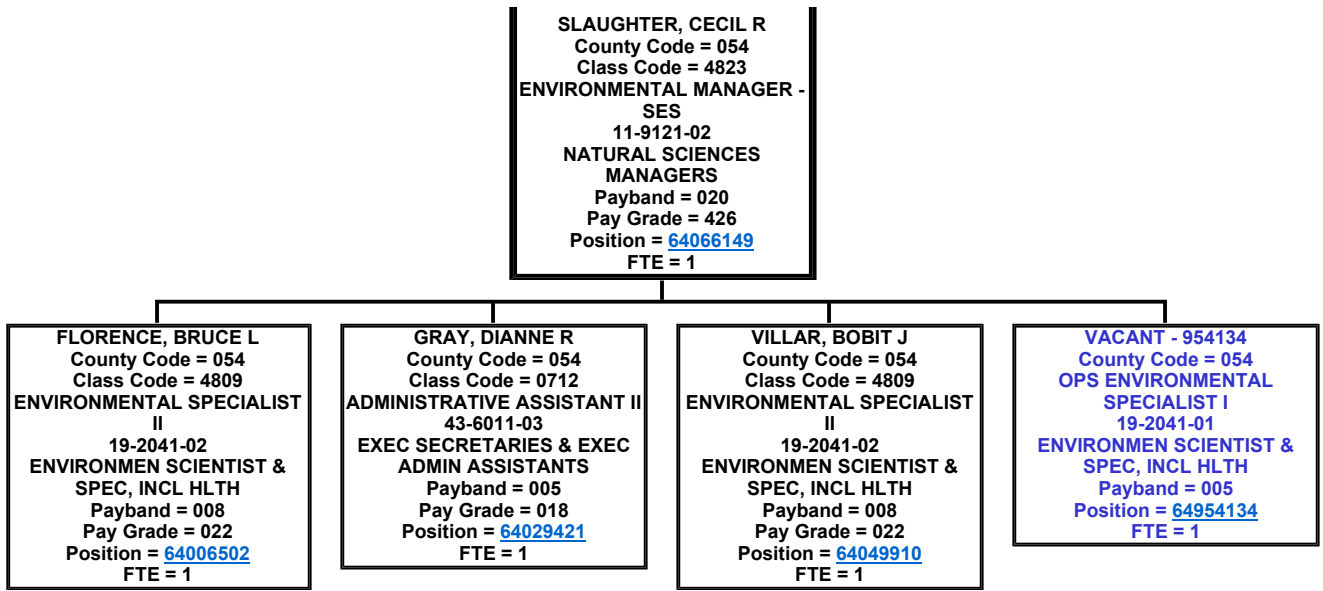 SLAUGHTER, CECIL R
County Code = 054
Class Code = 4823
ENVIRONMENTAL MANAGER -
SES
11-9121-02
NATURAL SCIENCES
MANAGERS
Payband = 020
Pay Grade = 426
Position = 64066149
FTE = 1
FLORENCE, BRUCE L
County Code = 054
Class Code = 4809
ENVIRONMENTAL SPECIALIST
II
19-2041-02
ENVIRONMEN SCIENTIST &
SPEC, INCL HLTH
Payband = 008
Pay Grade = 022
Position = 64006502
FTE = 1
GRAY, DIANNE R
County Code = 054
Class Code = 0712
ADMINISTRATIVE ASSISTANT II
43-6011-03
EXEC SECRETARIES & EXEC
ADMIN ASSISTANTS
Payband = 005
Pay Grade = 018
Position = 64029421
FTE = 1
VILLAR, BOBIT J
County Code = 054
Class Code = 4809
ENVIRONMENTAL SPECIALIST
II
19-2041-02
ENVIRONMEN SCIENTIST &
SPEC, INCL HLTH
Payband = 008
Pay Grade = 022
Position = 64049910
FTE = 1
VACANT - 954134
County Code = 054
OPS ENVIRONMENTAL
SPECIALIST I
19-2041-01
ENVIRONMEN SCIENTIST &
SPEC, INCL HLTH
Payband = 005
Position = 64954134
FTE = 1